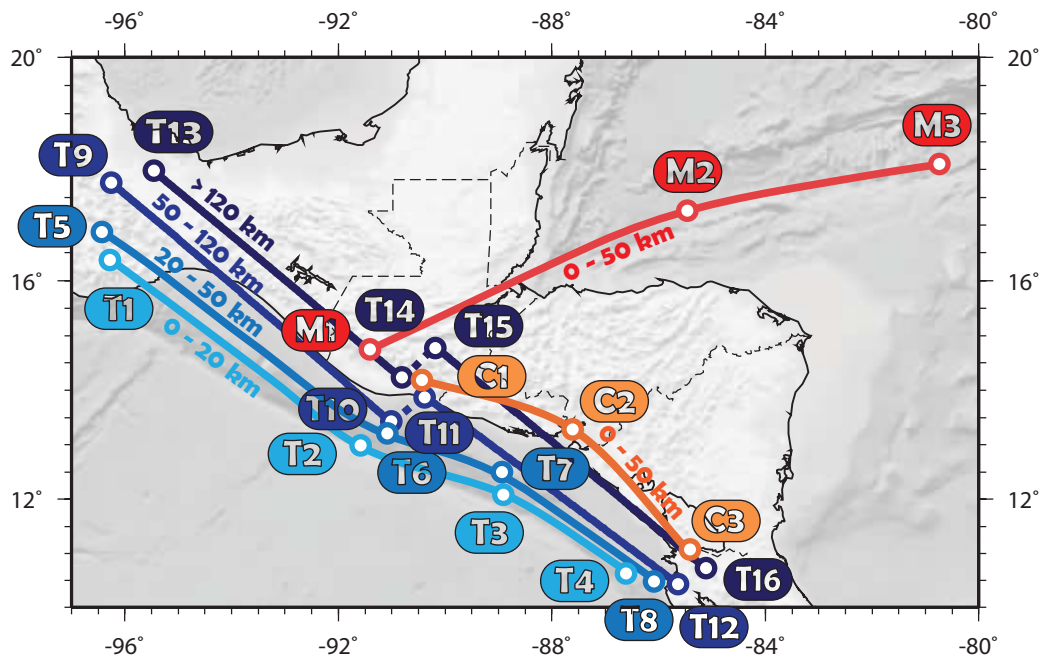 -96° -92° -88° -84° -80°
20° 20°
T13
M3
T9
M2
> 120 km
T5
50 - 120 km
0 - 50 km
20 - 50 km
16° 16°
T1
T14
M1
T15
0 - 20 km
C1
C2
T10
T11
0 - 50 km
T2
T6
T7
12° 12°
C3
T3
T4
T16
T8
T12
-96° -92° -88° -84° -80°